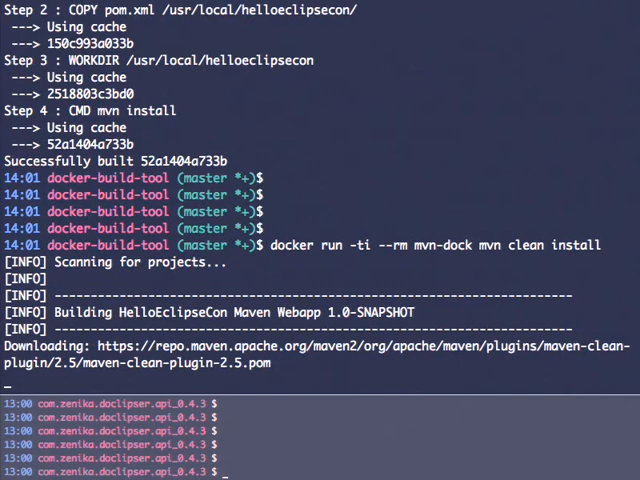 Step 2 : COPY pom.xml /usr/local/helloeclipsecon/
---> Using cache
---> 150c993a033b
Step 3 : WORKDIR /usr/local/helloeclipsecon
---> Using cache
---> 2518803c3bd0
Step 4 : CMD mvn install
---> Using cache
---> 52a1404a733b
Successfully built 52a1404a733b
14:01 docker-build-tool (master *+)$
14:01 docker-build-tool (master *+)$
14:01 docker-build-tool (master *+)$
14:01 docker-build-tool (master *+)$
14:01 docker-build-tool (master *+)$ docker run -ti --rm mvn-dock mvn clean install
[INFO] Scanning for projects...
[INFO]
[INFO] ------------------------------------------------------------------------
[INFO] Building HelloEclipseCon Maven Webapp 1.0-SNAPSHOT
[INFO] ------------------------------------------------------------------------
Downloading: https://repo.maven.apache.org/maven2/org/apache/maven/plugins/maven-clean-
plugin/2.5/maven-clean-plugin-2.5.pom
13:00 com.zenika.doclipser.api_0.4.3 $
13:00 com.zenika.doclipser.api_0.4.3 $
13:00 com.zenika.doclipser.api_0.4.3 $
13:00 com.zenika.doclipser.api_0.4.3 $
13:00 com.zenika.doclipser.api_0.4.3 $
13:00 com.zenika.doclipser.api_0.4.3 $ _